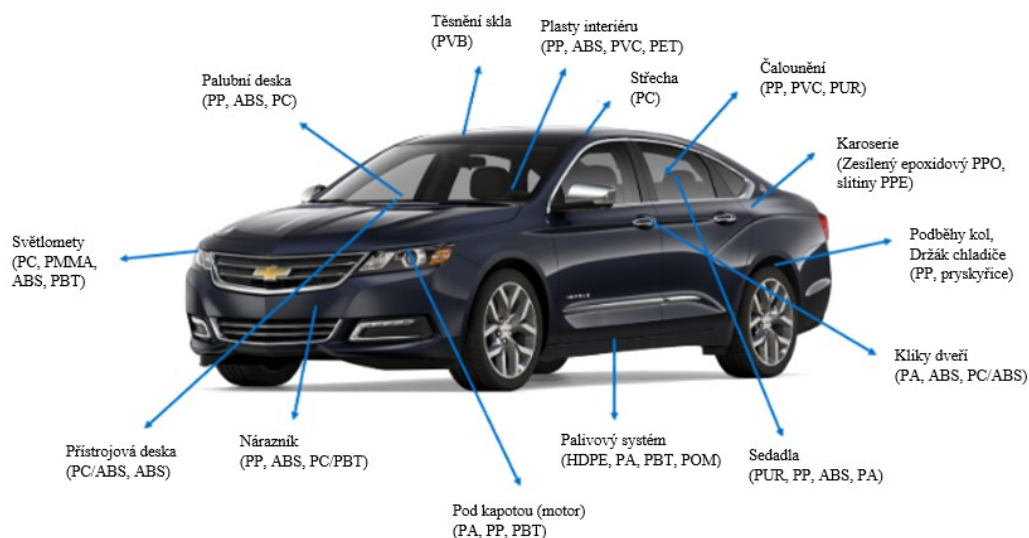 Těsnění skla
(PVB)
Plasty interiéru
(PP, ABS, PVC, PET)
Palubní deska
(PP, ABS, PC)
Střecha
(PC)
Čalounění
(PP, PVC, PUR)
Karoserie
(Zesílený epoxidový PPO,
slitiny PPE)
Světlomety
(PC, PMMA,
ABS, PBT)
Podběhy kol,
Držák chladiče
(PP, pryskyřice)
IMPALA
Kliky dveří
(PA, ABS, PC/ABS)
Přístrojová deska
(PC/ABS, ABS)
Nárazník
(PP, ABS, PC/PBT)
Palivový systém
(HDPE, PA, PBT, POM)
Sedadla
(PUR, PP, ABS, PA)
Pod kapotou (motor)
(PA, PP, PBT)